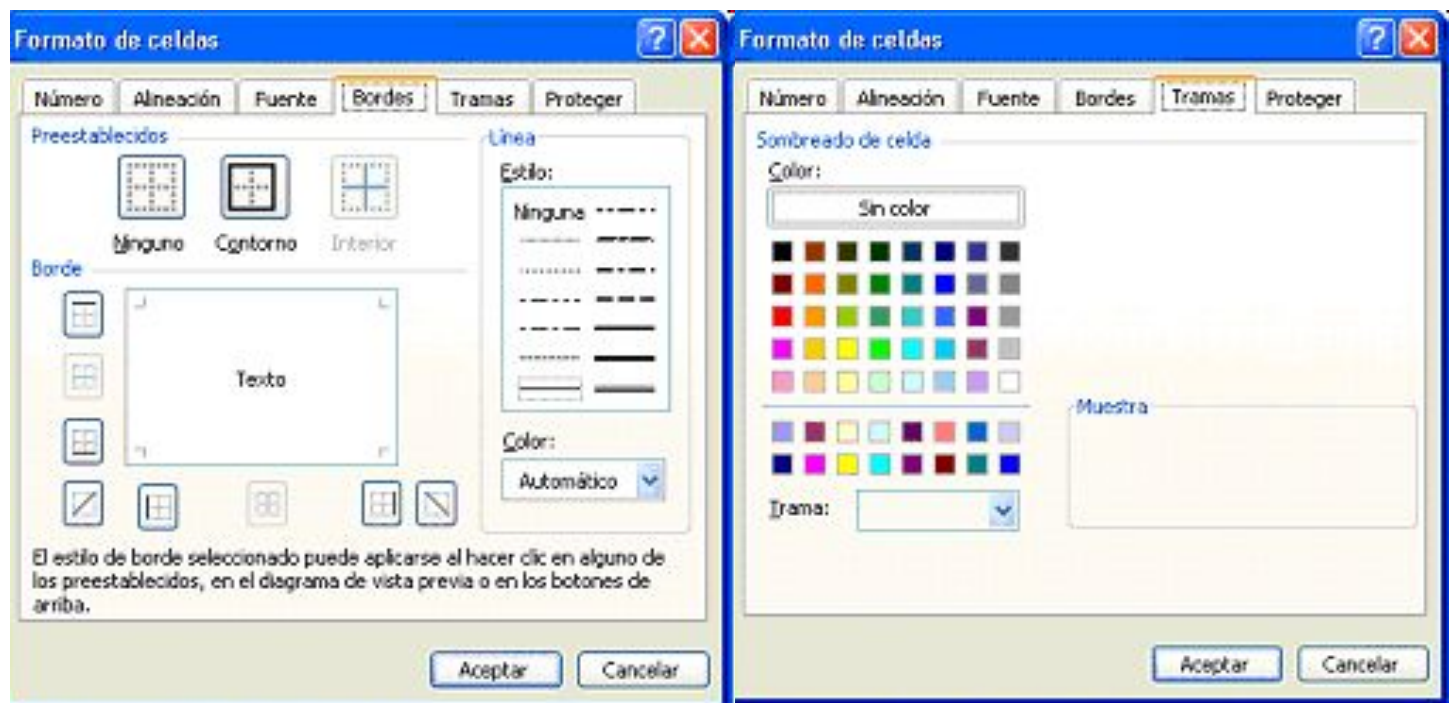 Formato de celdas
Número Alineación Fuente Bordes Tramas Proteger
Preestablecidos
Ninguno Contorno Interior
Borde
Texto
Línea
Estilo:
Ninguna
Color:
Automático
El estilo de borde seleccionado puede aplicarse al hacer clic en alguno de
los preestablecidos, en el diagrama de vista previa o en los botones de
arriba.
Aceptar Cancelar
Formato de celdas
Número Alineación Fuente Bordes Tramas Proteger
Sombreado de celda
Color:
Sin color
Muestra
Trama:
Aceptar Cancelar